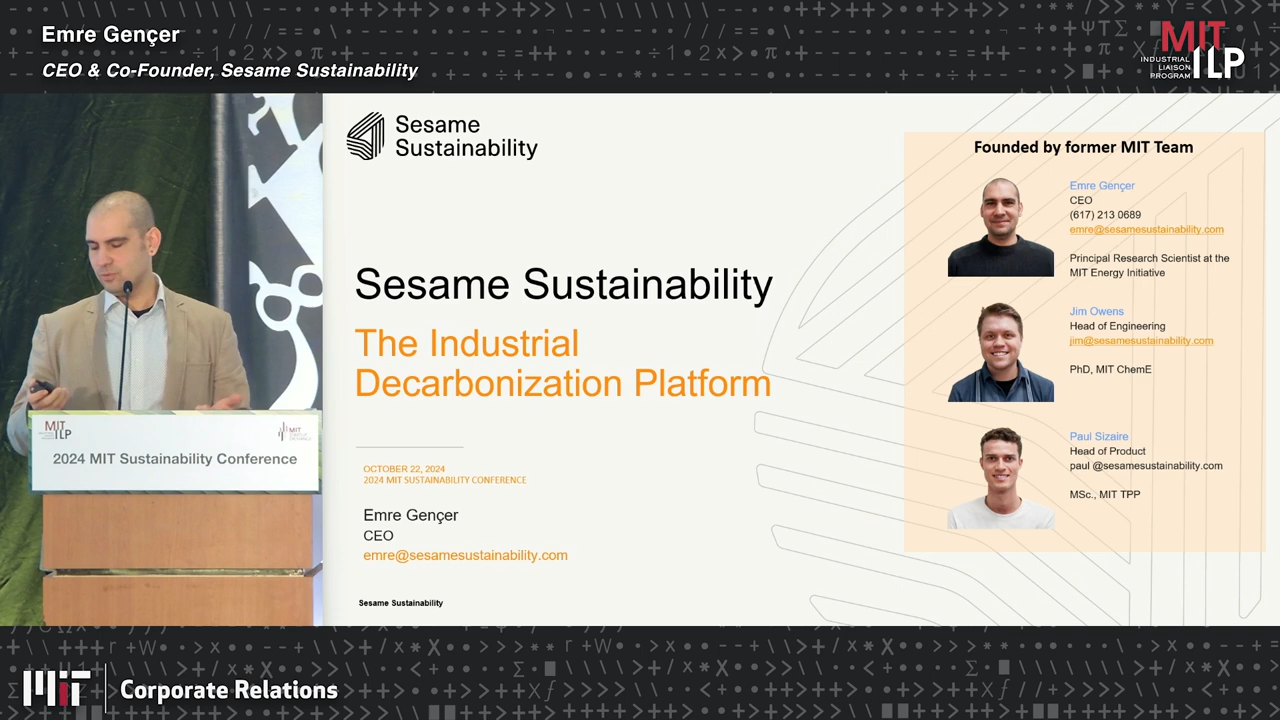 Emre Gençer
CEO & Co-Founder, Sesame Sustainability
MIT
INDUSTRIAL
LIAISON
PROGRAM
ILP
Sesame
Sustainability
Sesame Sustainability
The Industrial
Decarbonization Platform
OCTOBER 22, 2024
2024 MIT SUSTAINABILITY CONFERENCE
Emre Gençer
CEO
emre@sesamesustainability.com
Sesame Sustainability
Founded by former MIT Team
Emre Gençer
CEO
(617) 213 0689
emre@sesamesustainability.com
Principal Research Scientist at the
MIT Energy Initiative
Jim Owens
Head of Engineering
jim@sesamesustainability.com
PhD, MIT ChemE
Paul Sizaire
Head of Product
paul @sesamesustainability.com
MSc., MIT TPP
MIT
ILP
MIT
2024 MIT Sustainability Conference
MIT
Corporate Relations